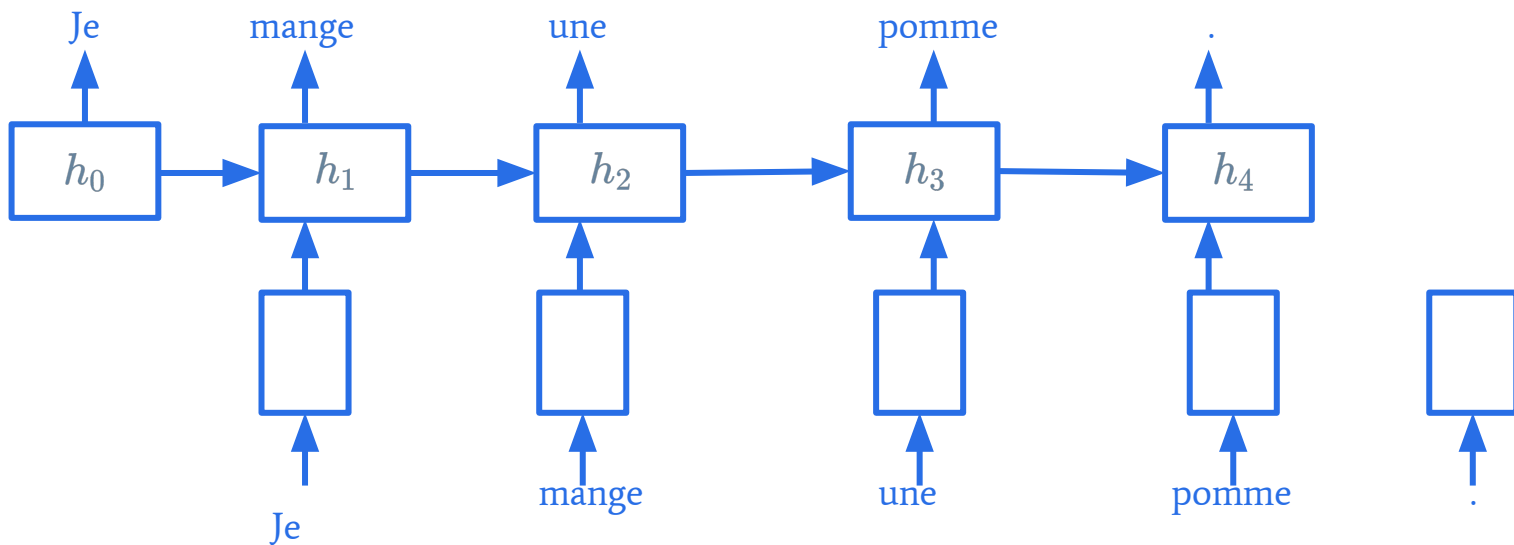 Je mange une pomme .
h₀ h₁ h₂ h₃ h₄
mange une pomme .
Je